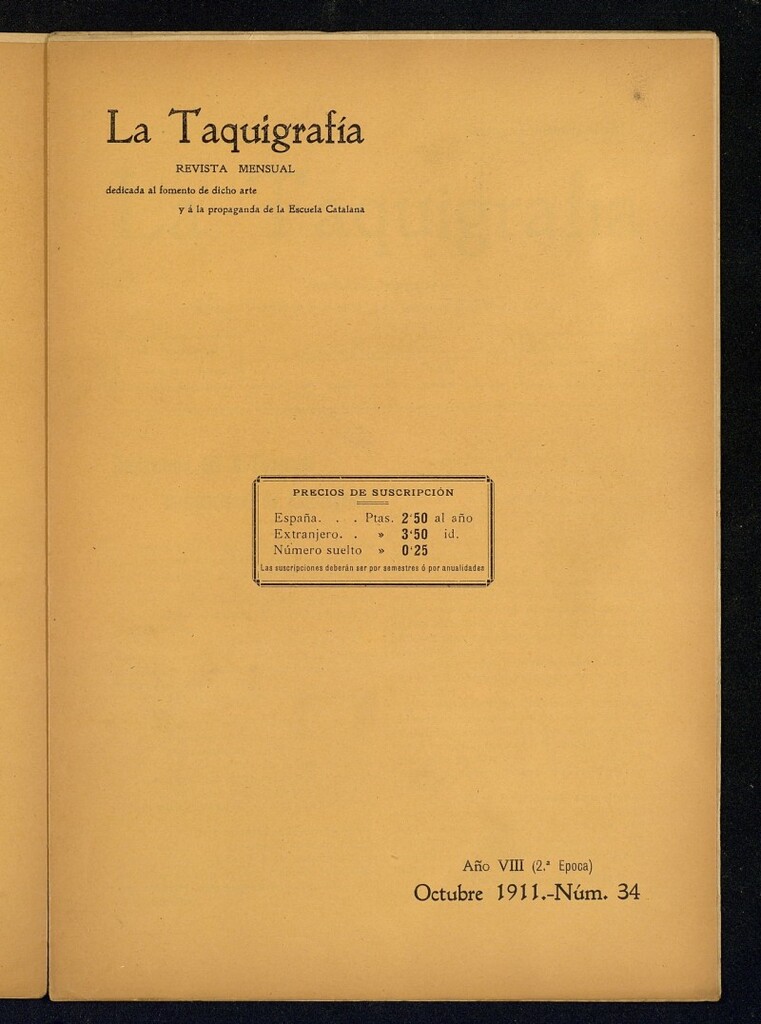 La Taquigrafía
REVISTA MENSUAL
dedicada al fomento de dicho arte
y á la propaganda de la Escuela Catalana
PRECIOS DE SUSCRIPCIÓN
España. . . Ptas. 2'50 al año
Extranjero. . » 3'50 id.
Número suelto » 0'25
Las suscripciones deberán ser por semestres ó por anualidades
Año VIII (2.ª Epoca)
Octubre 1911.-Núm. 34